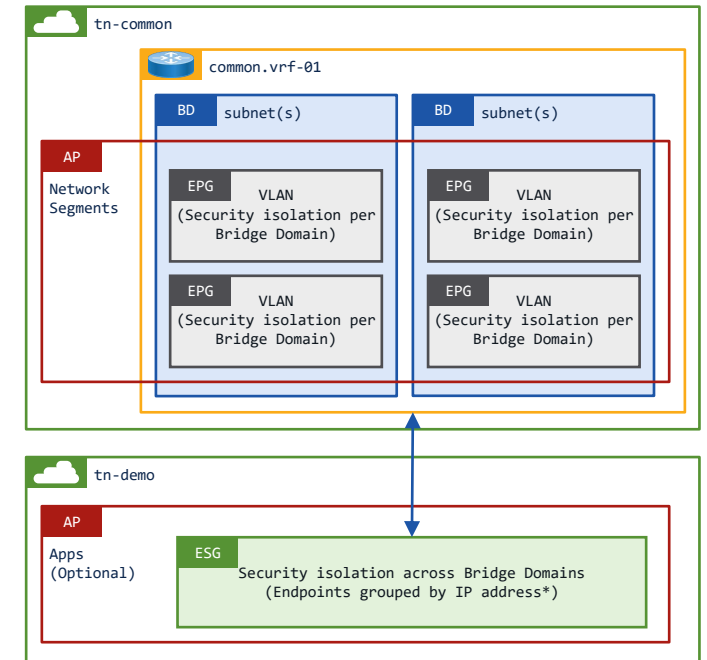 tn-common
common.vrf-01
BD
subnet(s)
BD
subnet(s)
AP
Network
Segments
EPG
VLAN
(Security isolation per
Bridge Domain)
EPG
VLAN
(Security isolation per
Bridge Domain)
EPG
VLAN
(Security isolation per
Bridge Domain)
EPG
VLAN
(Security isolation per
Bridge Domain)
tn-demo
AP
Apps
(Optional)
ESG
Security isolation across Bridge Domains
(Endpoints grouped by IP address*)